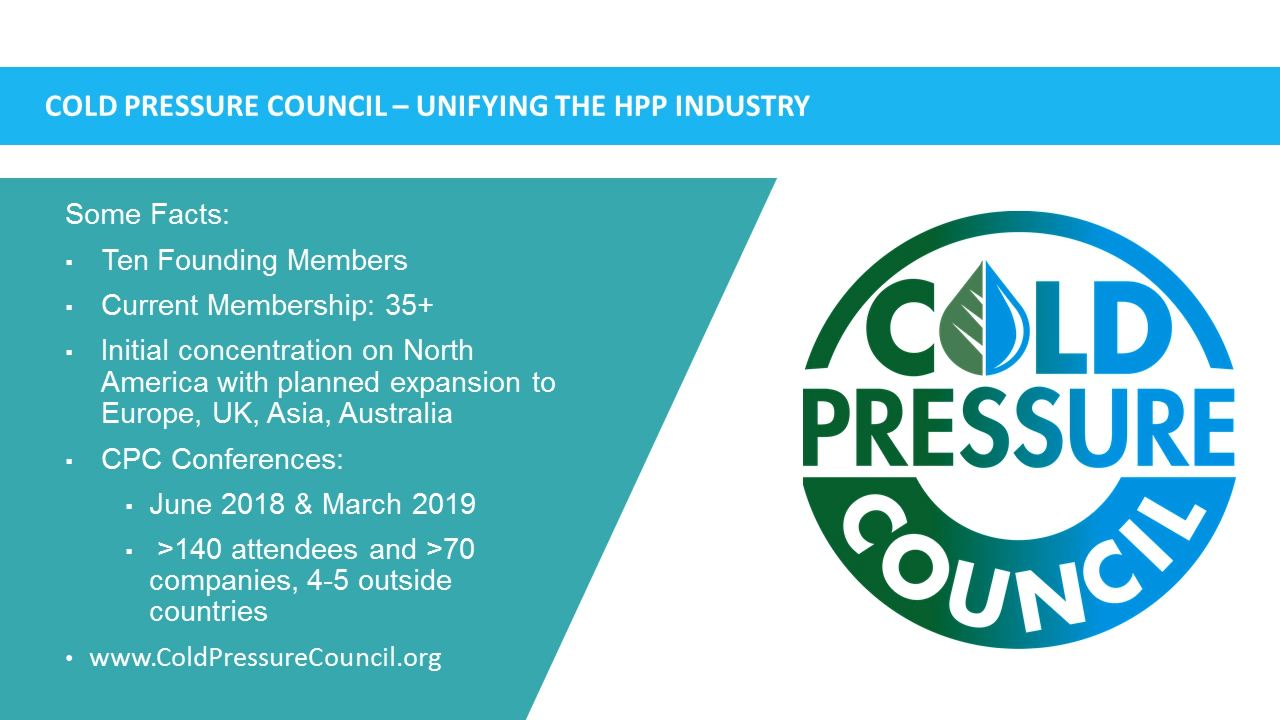 COLD PRESSURE COUNCIL – UNIFYING THE HPP INDUSTRY
Some Facts:
▪ Ten Founding Members
▪ Current Membership: 35+
▪ Initial concentration on North
America with planned expansion to
Europe, UK, Asia, Australia
▪ CPC Conferences:
▪ June 2018 & March 2019
▪ >140 attendees and >70
companies, 4-5 outside
countries
• www.ColdPressureCouncil.org
COLD
PRESSURE
COUNCIL